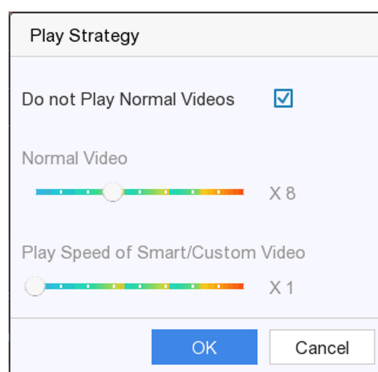 Play Strategy
Do not Play Normal Videos
Normal Video
X 8
Play Speed of Smart/Custom Video
X 1
OK Cancel